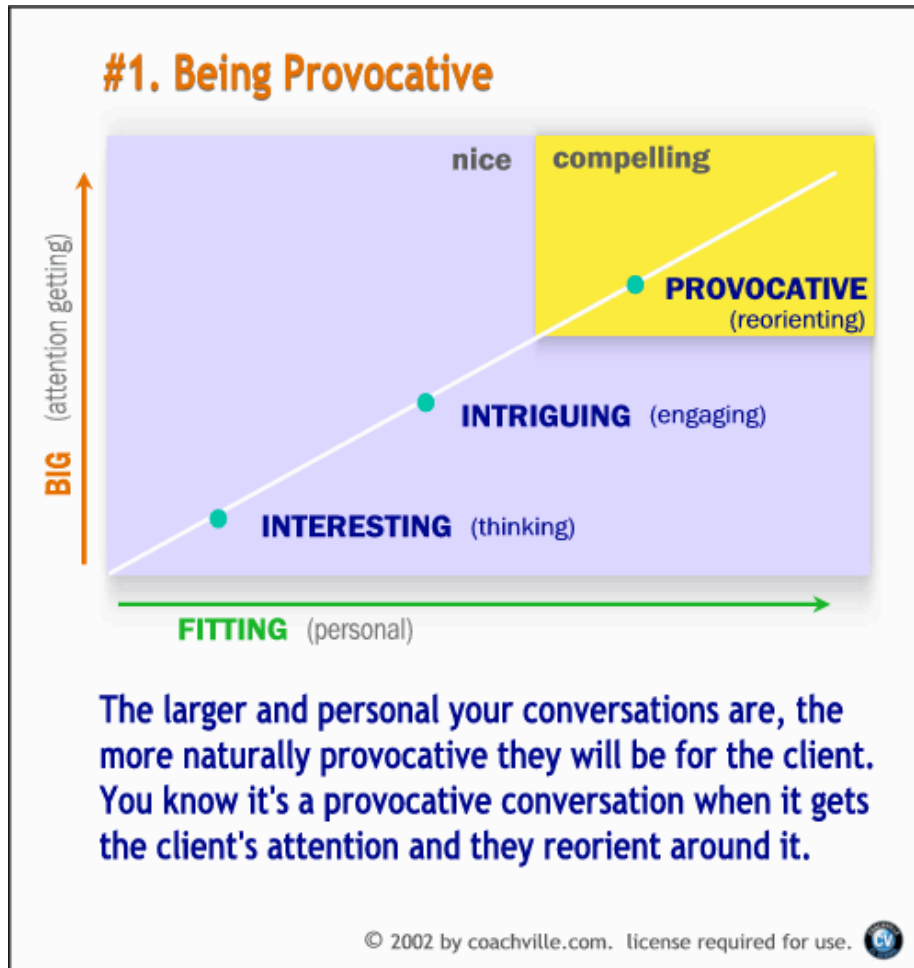 #1. Being Provocative
nice compelling
BIG (attention getting)
PROVOCATIVE
(reorienting)
INTRIGUING (engaging)
INTERESTING (thinking)
FITTING (personal)
The larger and personal your conversations are, the
more naturally provocative they will be for the client.
You know it's a provocative conversation when it gets
the client's attention and they reorient around it.
© 2002 by coachville.com. license required for use.
CV